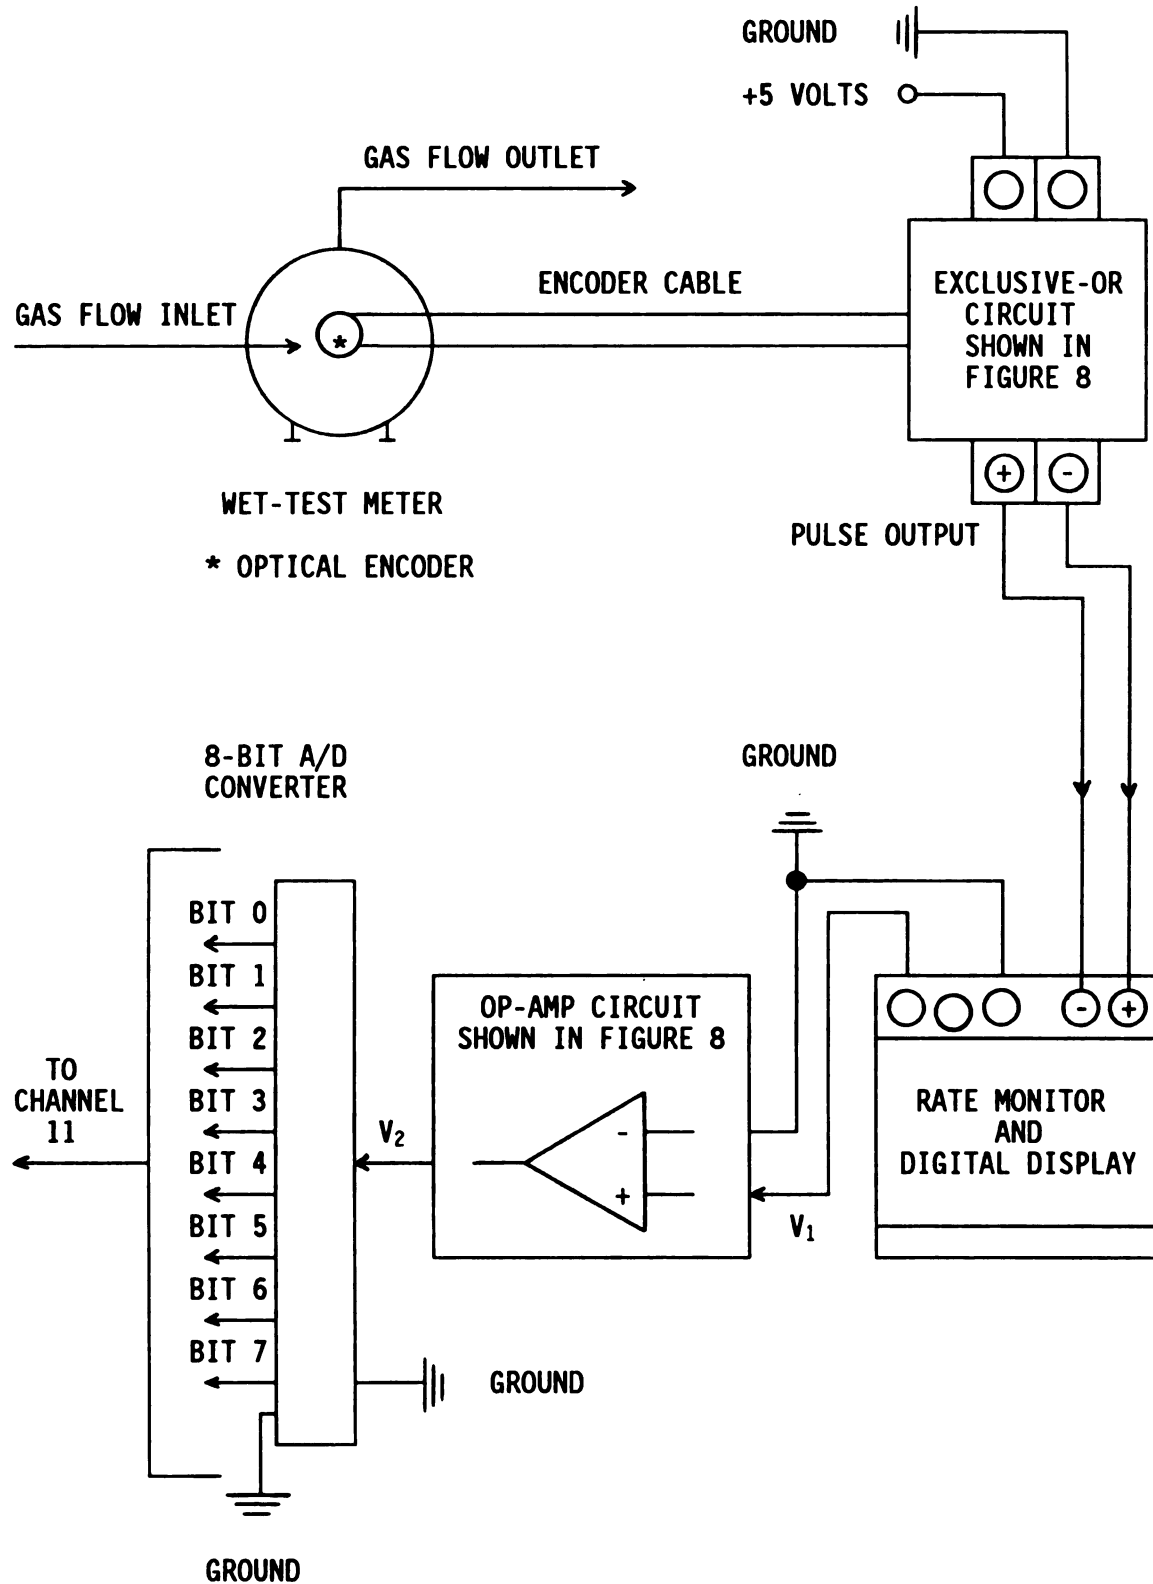 GROUND
+5 VOLTS
GAS FLOW OUTLET
ENCODER CABLE
GAS FLOW INLET
*
EXCLUSIVE-OR
CIRCUIT
SHOWN IN
FIGURE 8
+ -
WET-TEST METER
* OPTICAL ENCODER
PULSE OUTPUT
8-BIT A/D
CONVERTER
GROUND
BIT 0
BIT 1
BIT 2
BIT 3
BIT 4
BIT 5
BIT 6
BIT 7
TO
CHANNEL
11
V₂
OP-AMP CIRCUIT
SHOWN IN FIGURE 8
-
+
V₁
- +
RATE MONITOR
AND
DIGITAL DISPLAY
GROUND
GROUND